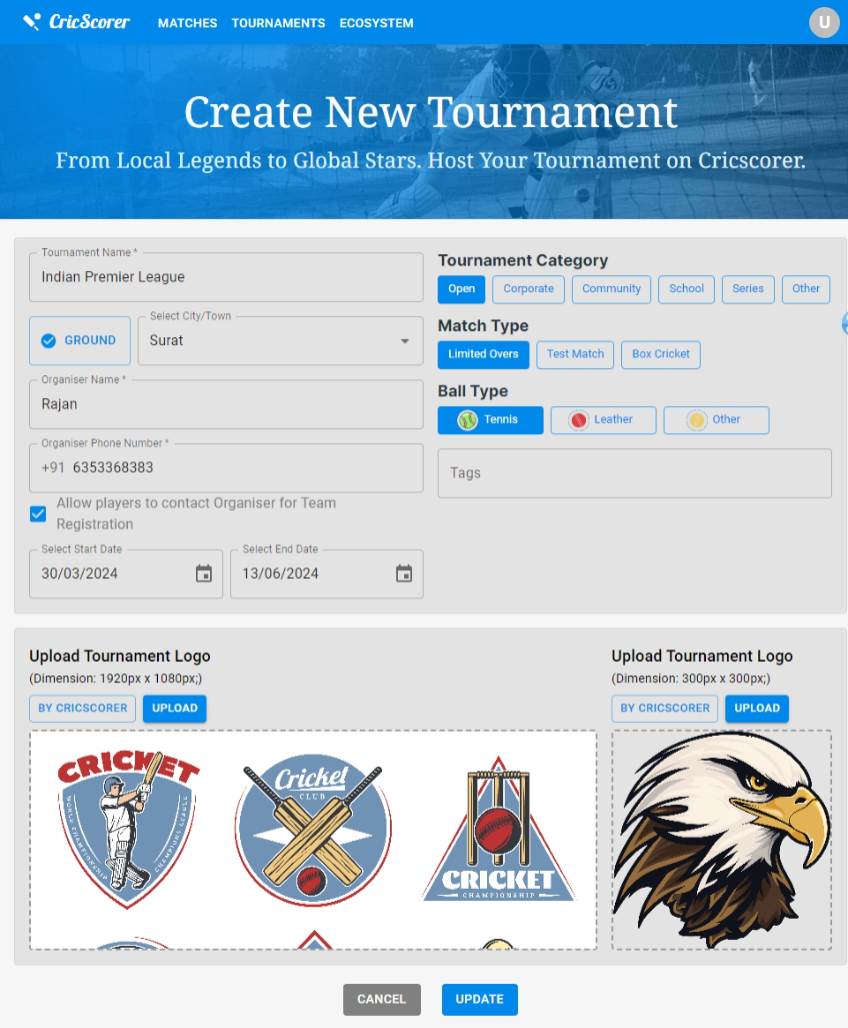 CricScorer
MATCHES
TOURNAMENTS
ECOSYSTEM
U
Create New Tournament
From Local Legends to Global Stars. Host Your Tournament on Cricscorer.
Tournament Name *
Indian Premier League
GROUND
Select City/Town
Surat
Organiser Name *
Rajan
Organiser Phone Number *
+91 6353368383
Allow players to contact Organiser for Team
Registration
Select Start Date
30/03/2024
Select End Date
13/06/2024
Tournament Category
Open
Corporate
Community
School
Series
Other
Match Type
Limited Overs
Test Match
Box Cricket
Ball Type
Tennis
Leather
Other
Tags
Upload Tournament Logo
(Dimension: 1920px x 1080px;)
BY CRICSCORER
UPLOAD
CRICKET
WORLD CHAMPIONSHIP
CHAMPIONS LEAGUE
Cricket
CLUB
CRICKET
CHAMPIONSHIP
Upload Tournament Logo
(Dimension: 300px x 300px;)
BY CRICSCORER
UPLOAD
CANCEL
UPDATE